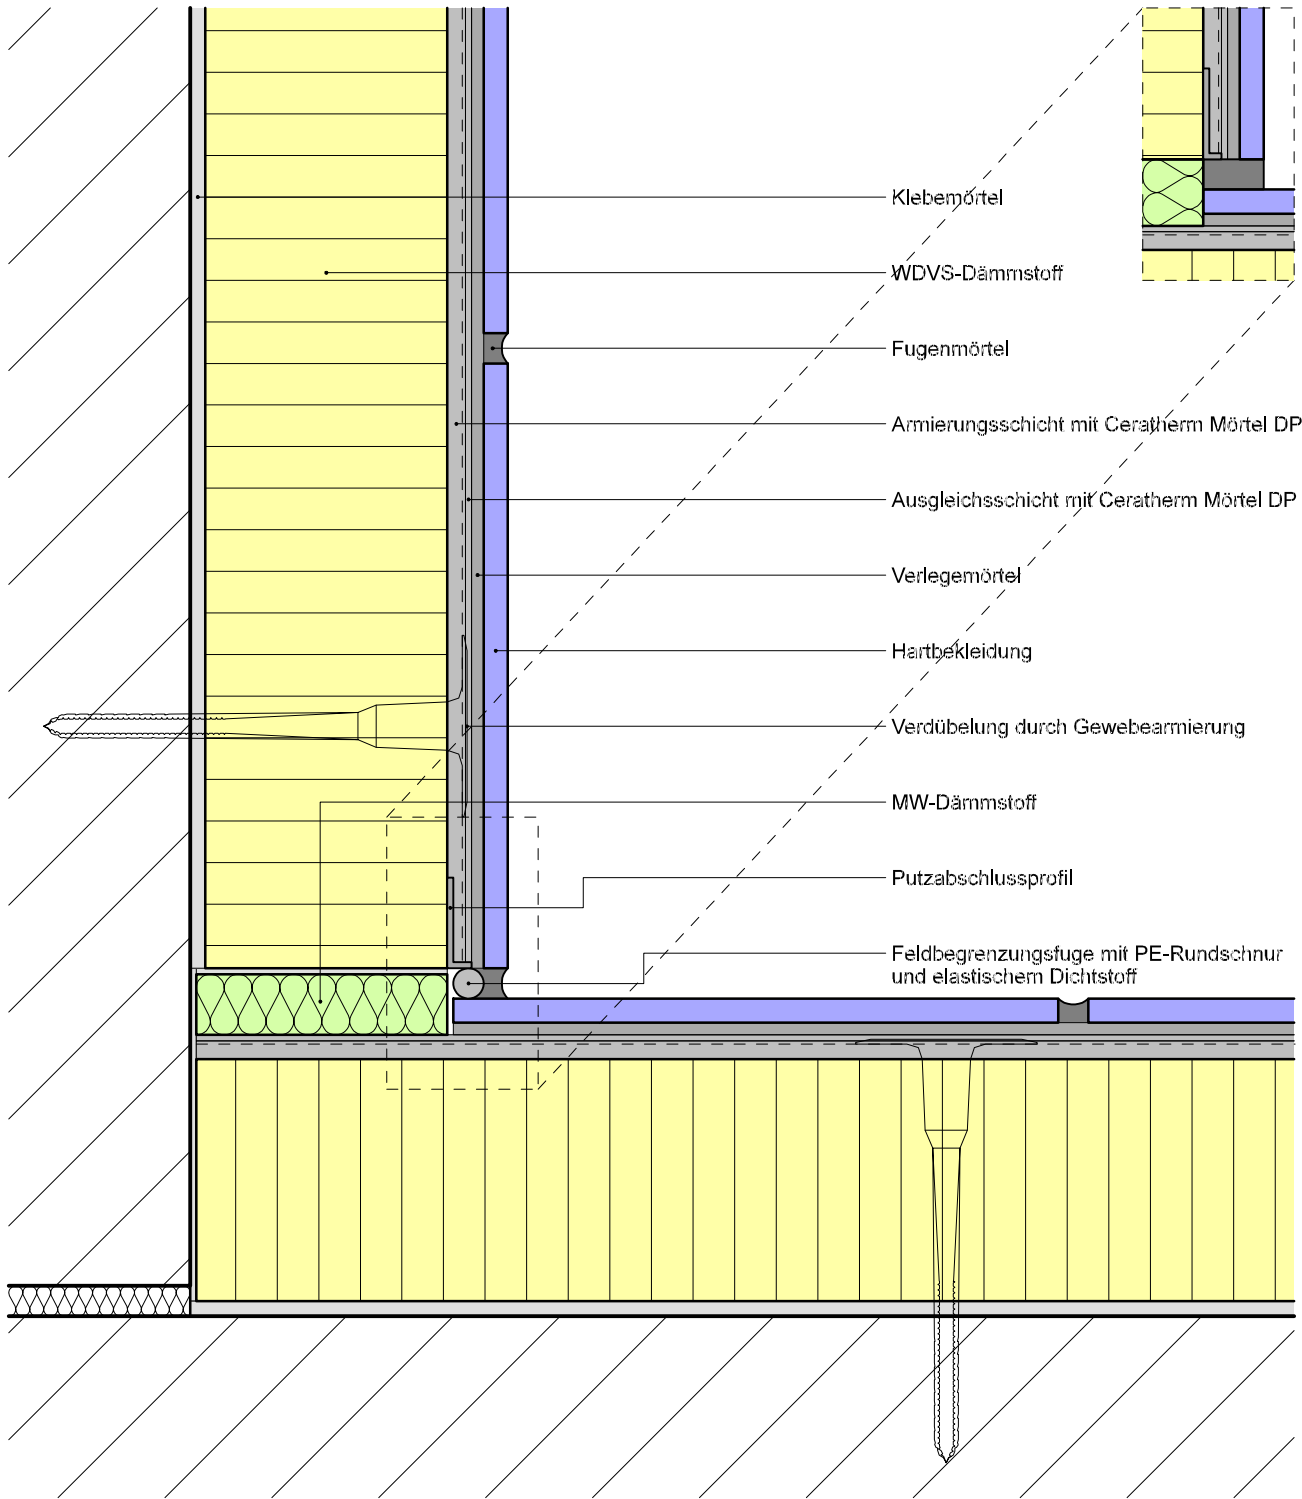 Klebemörtel
WDVS-Dämmstoff
Fugenmörtel
Armierungsschicht mit Ceratherm Mörtel DP
Ausgleichsschicht mit Ceratherm Mörtel DP
Verlegemörtel
Hartbekleidung
Verdübelung durch Gewebearmierung
MW-Dämmstoff
Putzabschlussprofil
Feldbegrenzungsfuge mit PE-Rundschnur
und elastischem Dichtstoff